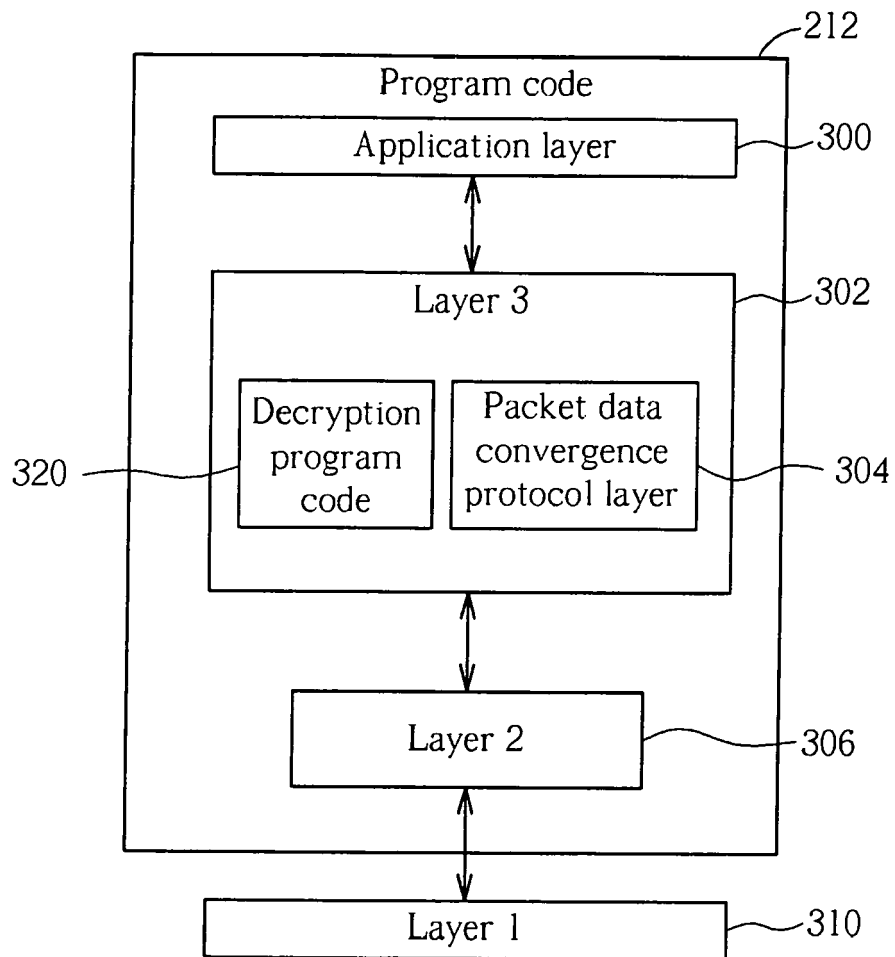 212
Program code
Application layer
300
Layer 3
302
Decryption
program
code
320
Packet data
convergence
protocol layer
304
Layer 2
306
Layer 1
310